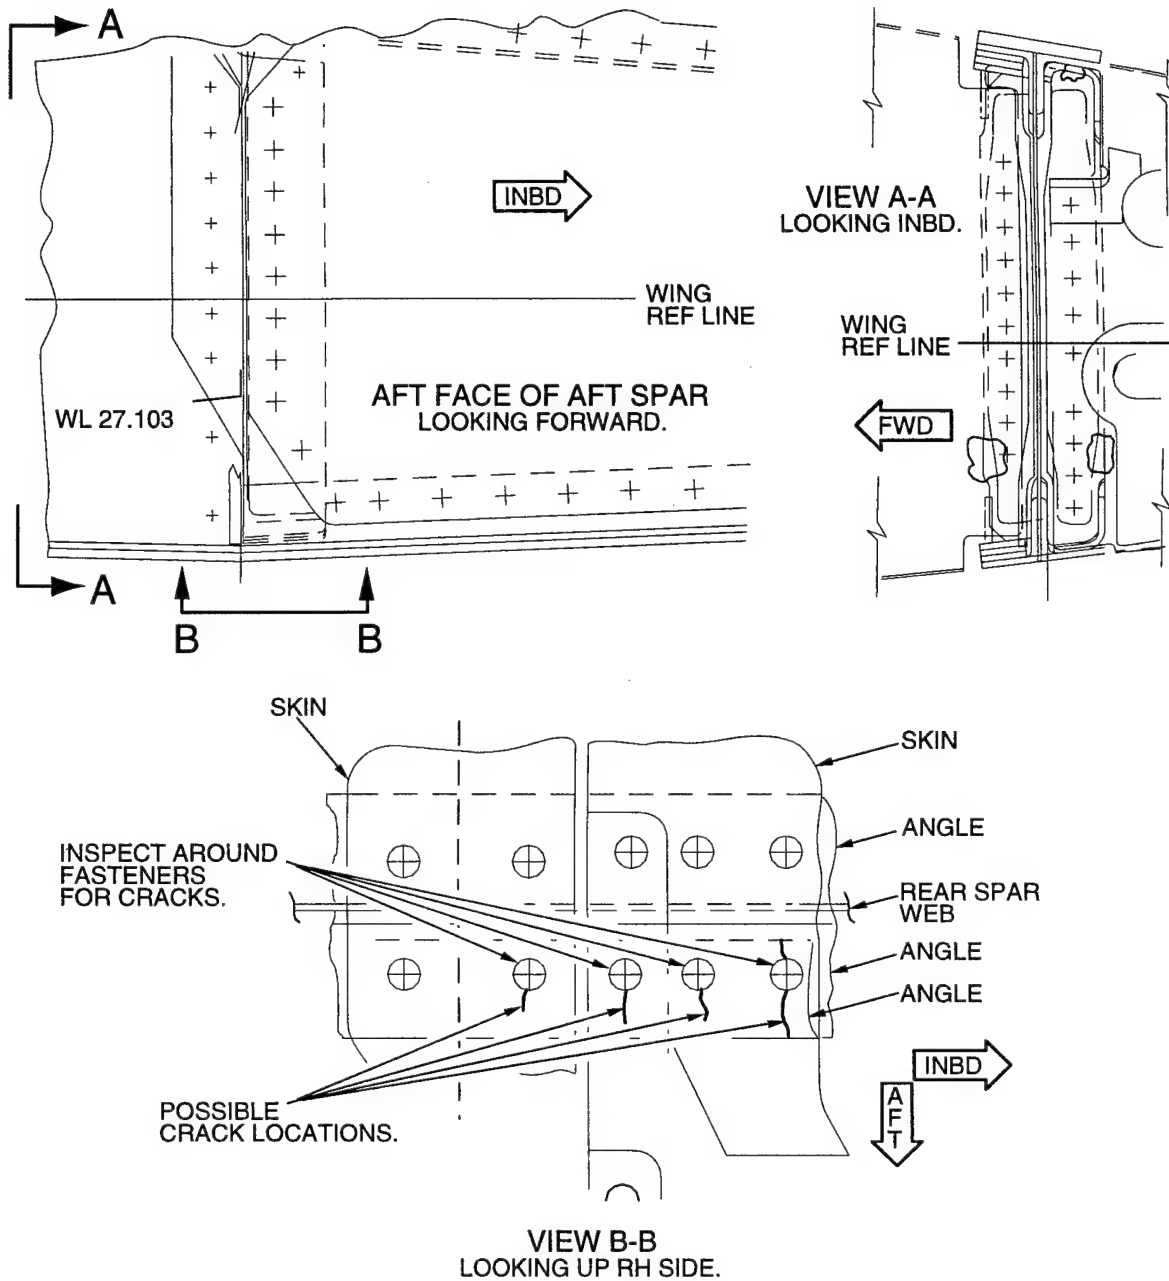 A
INBD
VIEW A-A
LOOKING INBD.
WING
REF LINE
WING
REF LINE
AFT FACE OF AFT SPAR
LOOKING FORWARD.
WL 27.103
FWD
A
B
B
SKIN
SKIN
ANGLE
INSPECT AROUND
FASTENERS
FOR CRACKS.
REAR SPAR
WEB
ANGLE
ANGLE
INBD
AFT
POSSIBLE
CRACK LOCATIONS.
VIEW B-B
LOOKING UP RH SIDE.